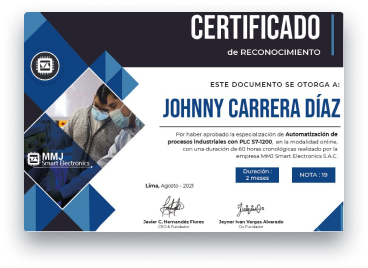 CERTIFICADO
de RECONOCIMIENTO
ESTE DOCUMENTO SE OTORGA A:
JOHNNY CARRERA DÍAZ
Por haber aprobado la especialización de Automatización de
procesos industriales con PLC S7-1200, en la modalidad online,
con una duración de 60 horas cronológicas realizado por la
empresa MMJ Smart Electronics S.A.C.
MMJ
Smart Electronics
Duración :
2 meses
NOTA : 19
Lima, Agosto - 2021
Javier C. Hernandéz Flores
CEO & Fundador
Jeyner Ivan Vargas Alvarado
Co-Fundador